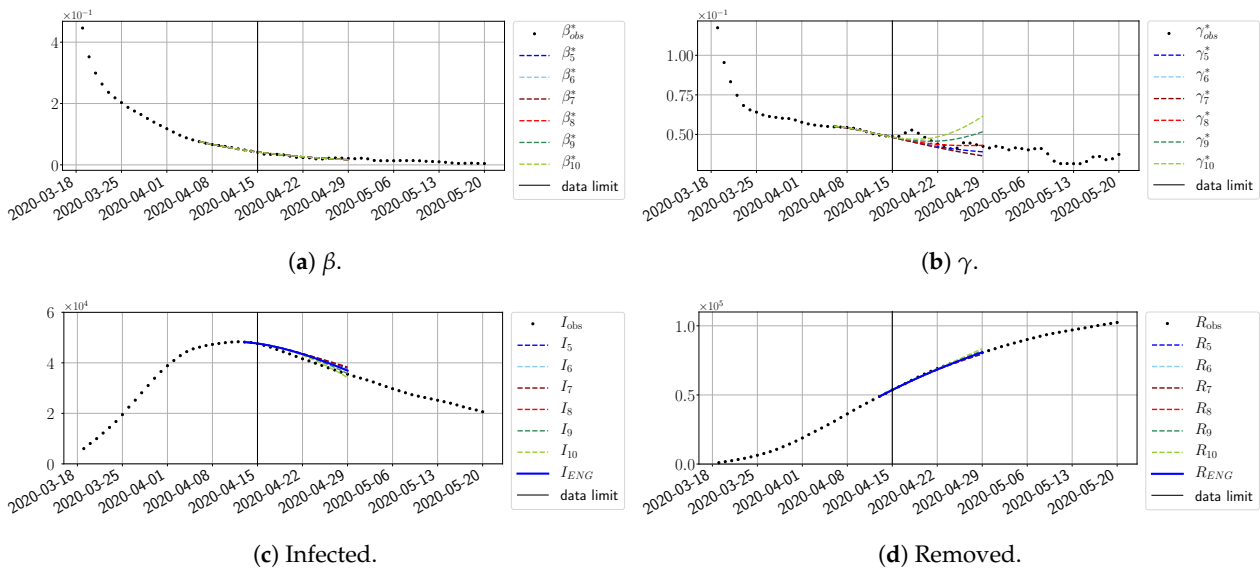 ×10⁻¹
4
2
0
2020-03-18
2020-03-25
2020-04-01
2020-04-08
2020-04-15
2020-04-22
2020-04-29
2020-05-06
2020-05-13
2020-05-20
β*obs
β*5
β*6
β*7
β*8
β*9
β*10
data limit
(a) β.
×10⁻¹
1.00
0.75
0.50
2020-03-18
2020-03-25
2020-04-01
2020-04-08
2020-04-15
2020-04-22
2020-04-29
2020-05-06
2020-05-13
2020-05-20
γ*obs
γ*5
γ*6
γ*7
γ*8
γ*9
γ*10
data limit
(b) γ.
×10⁴
6
4
2
0
2020-03-18
2020-03-25
2020-04-01
2020-04-08
2020-04-15
2020-04-22
2020-04-29
2020-05-06
2020-05-13
2020-05-20
Iobs
I5
I6
I7
I8
I9
I10
IENG
data limit
(c) Infected.
×10⁵
1.0
0.5
0.0
2020-03-18
2020-03-25
2020-04-01
2020-04-08
2020-04-15
2020-04-22
2020-04-29
2020-05-06
2020-05-13
2020-05-20
Robs
R5
R6
R7
R8
R9
R10
RENG
data limit
(d) Removed.